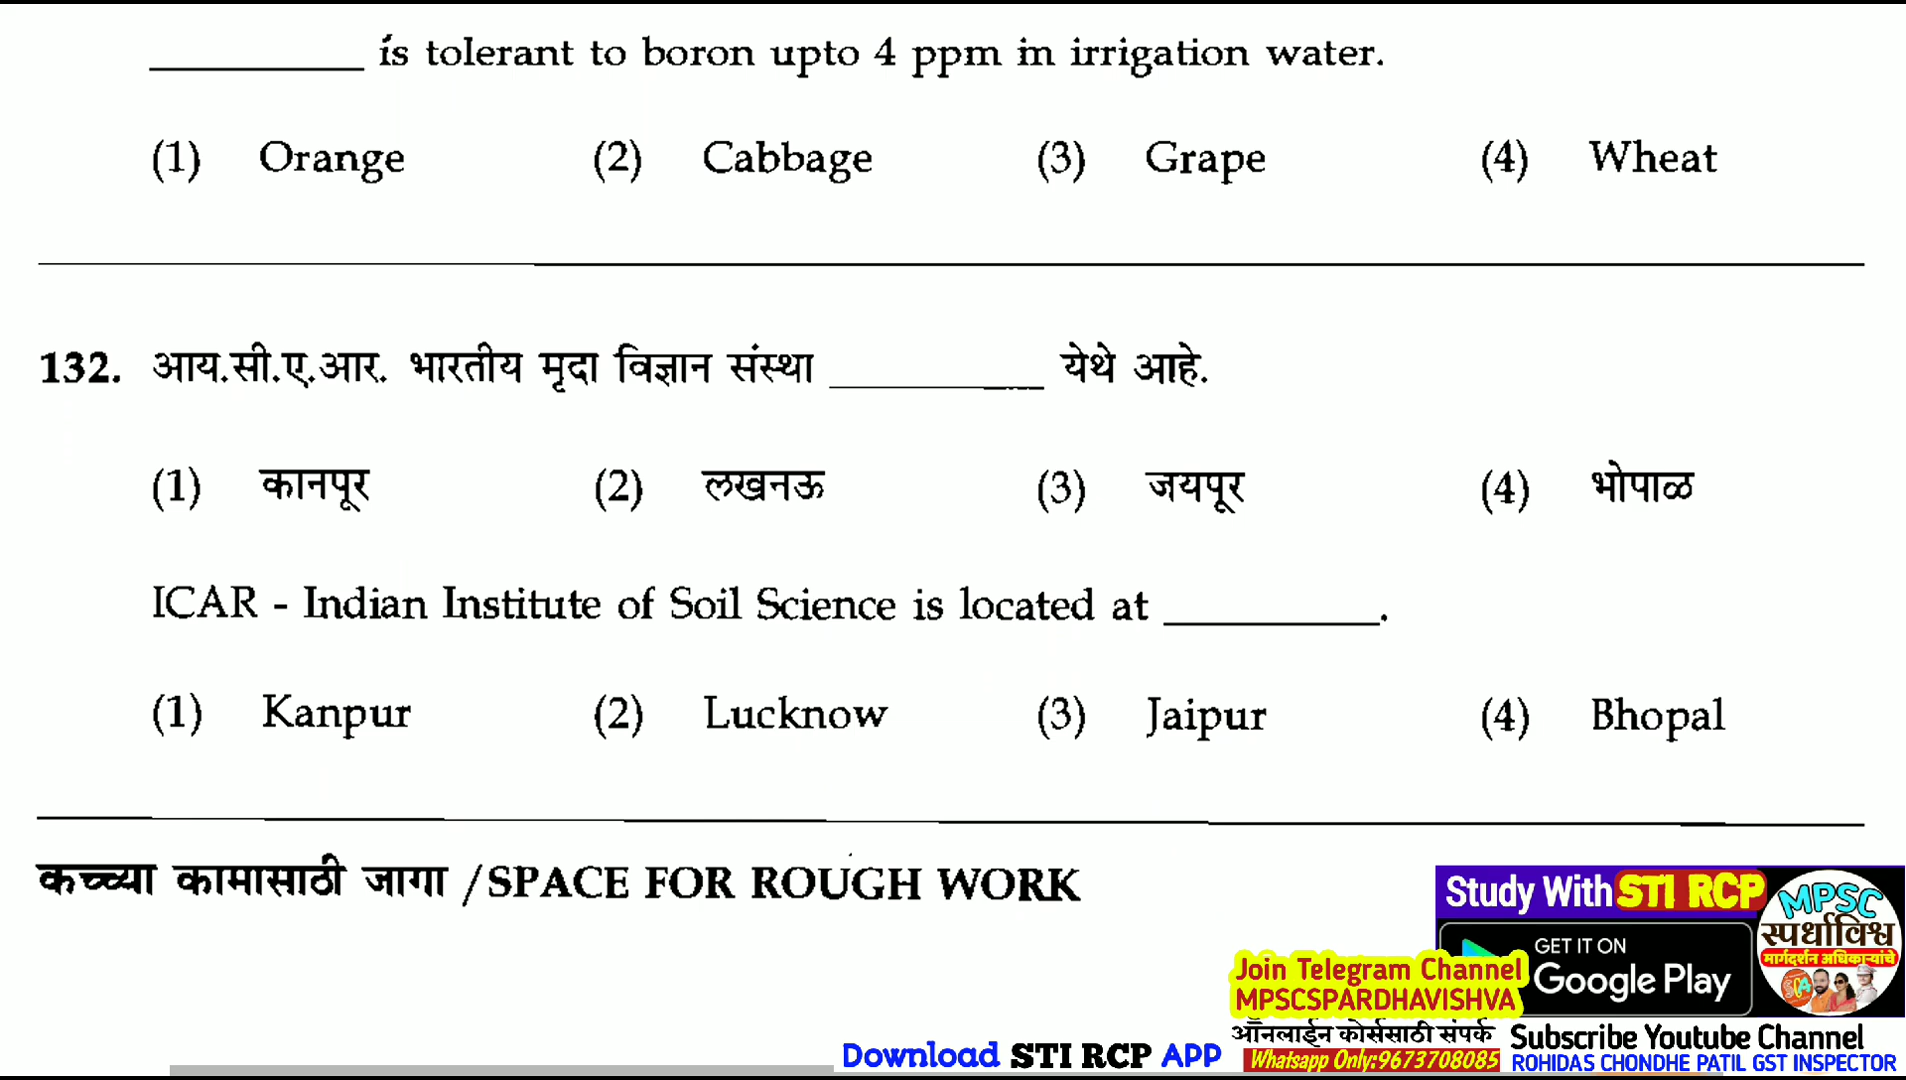 __________ is tolerant to boron upto 4 ppm in irrigation water.
(1) Orange (2) Cabbage (3) Grape (4) Wheat
132. आय.सी.ए.आर. भारतीय मृदा विज्ञान संस्था __________ येथे आहे.
(1) कानपूर (2) लखनऊ (3) जयपूर (4) भोपाळ
ICAR - Indian Institute of Soil Science is located at __________.
(1) Kanpur (2) Lucknow (3) Jaipur (4) Bhopal
कच्च्या कामासाठी जागा /SPACE FOR ROUGH WORK
Study With STI RCP
MPSC
स्पर्धाविश्व
मार्गदर्शन अधिकाऱ्यांचे
GET IT ON
Google Play
Join Telegram Channel
MPSCSPARDHAVISHVA
ऑनलाईन कोर्ससाठी संपर्क
Whatsapp Only:9673708085
Subscribe Youtube Channel
ROHIDAS CHONDHE PATIL GST INSPECTOR
Download STI RCP APP